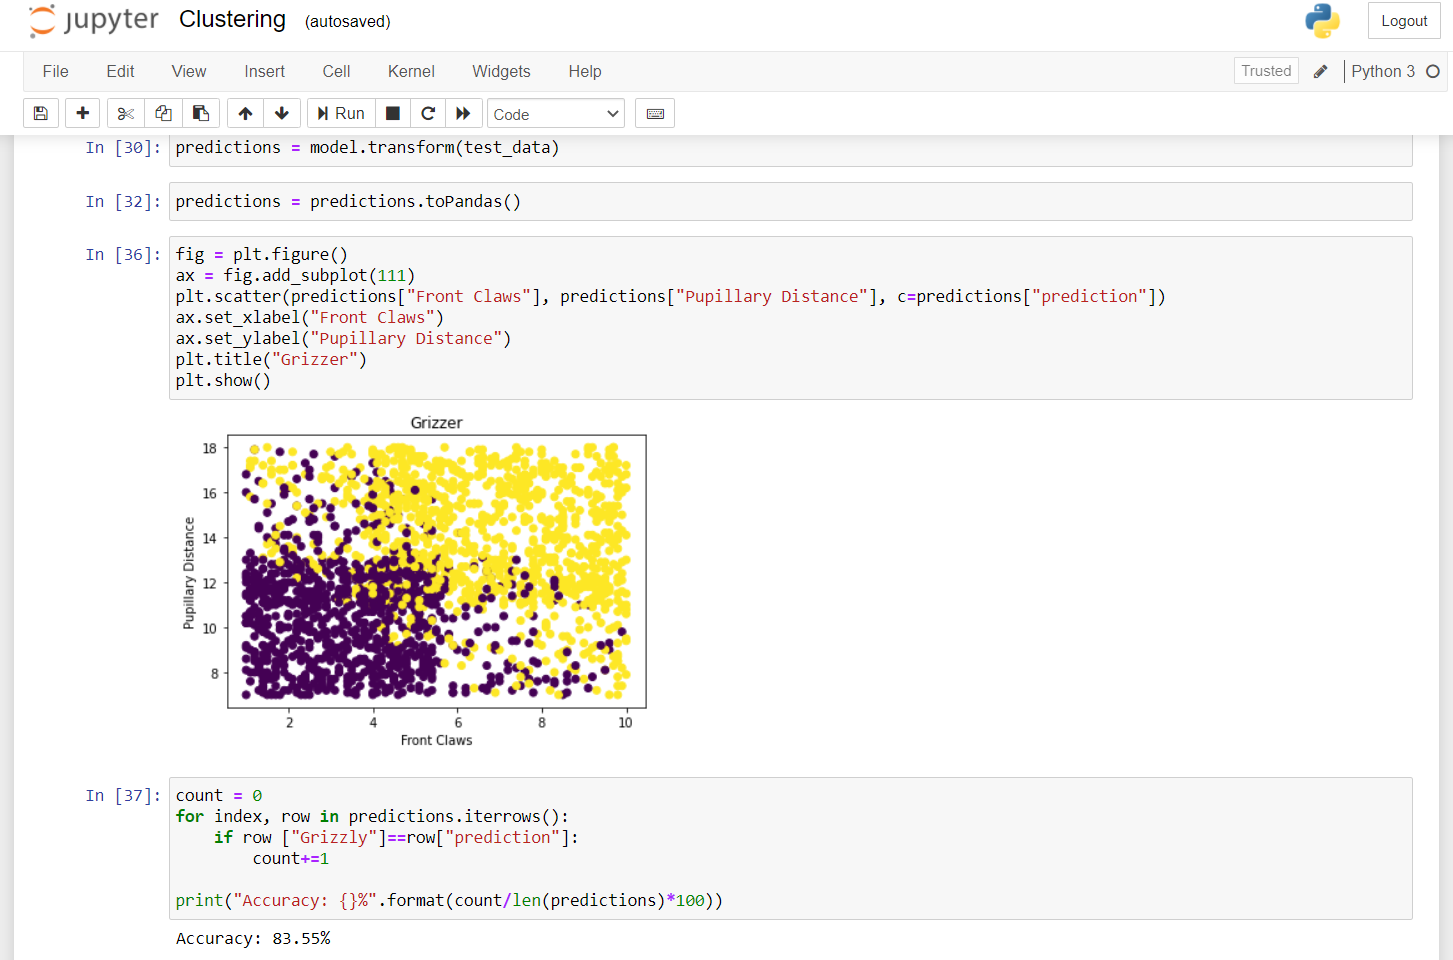 jupyter Clustering (autosaved) Logout
File Edit View Insert Cell Kernel Widgets Help Trusted Python 3
Run Code
In [30]: predictions = model.transform(test_data)
In [32]: predictions = predictions.toPandas()
In [36]: fig = plt.figure()
ax = fig.add_subplot(111)
plt.scatter(predictions["Front Claws"], predictions["Pupillary Distance"], c=predictions["prediction"])
ax.set_xlabel("Front Claws")
ax.set_ylabel("Pupillary Distance")
plt.title("Grizzer")
plt.show()
Grizzer
18
16
14
12
10
8
Pupillary Distance
2 4 6 8 10
Front Claws
In [37]: count = 0
for index, row in predictions.iterrows():
    if row ["Grizzly"]==row["prediction"]:
        count+=1
print("Accuracy: {}%".format(count/len(predictions)*100))
Accuracy: 83.55%